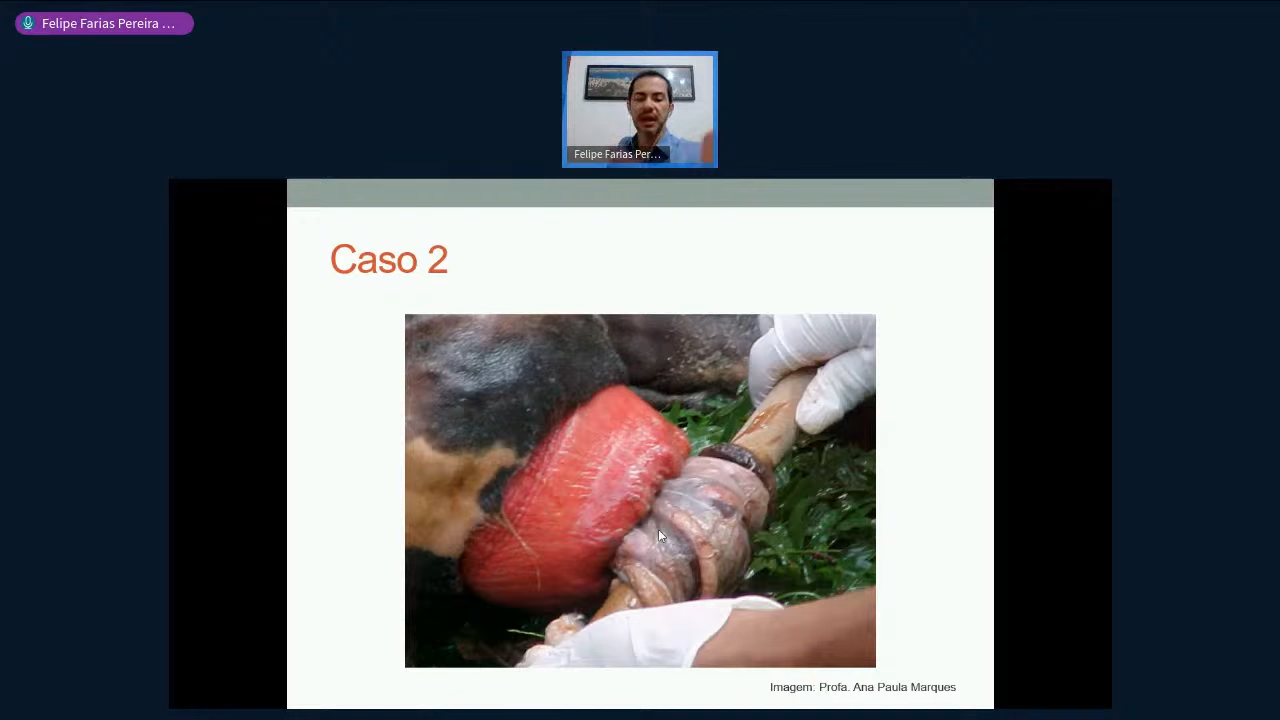 Felipe Farias Pereira ...
Felipe Farias Per...
Caso 2
Imagem: Profa. Ana Paula Marques